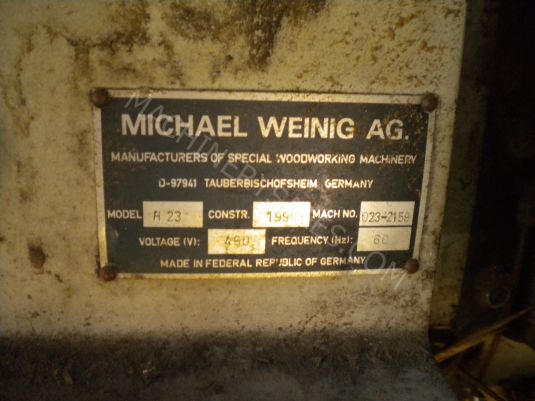 MICHAEL WEINIG AG.
MANUFACTURERS OF SPECIAL WOODWORKING MACHINERY
D-97941 TAUBERBISCHOFSHEIM, GERMANY
MODEL R 23 CONSTR. MACH NO. 023-2159
VOLTAGE (V): 480 FREQUENCY (Hz): 60
MADE IN FEDERAL REPUBLIC OF GERMANY